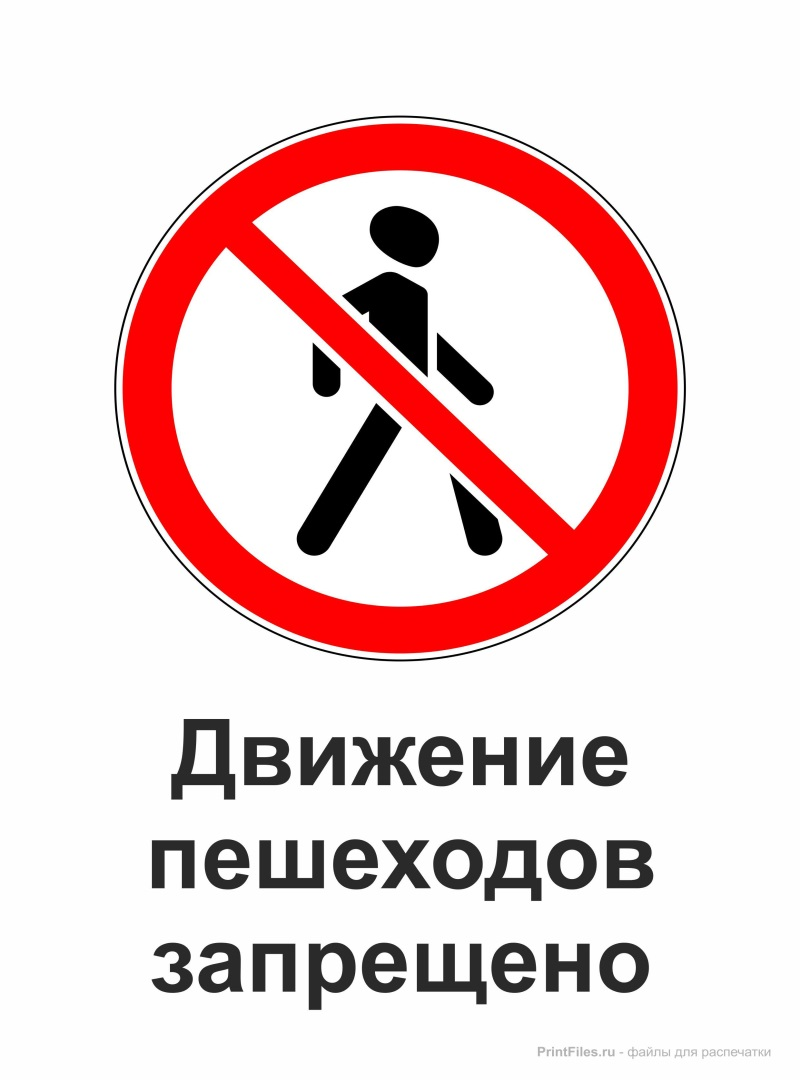 Движение
пешеходов
запрещено
PrintFiles.ru - файлы для распечатки